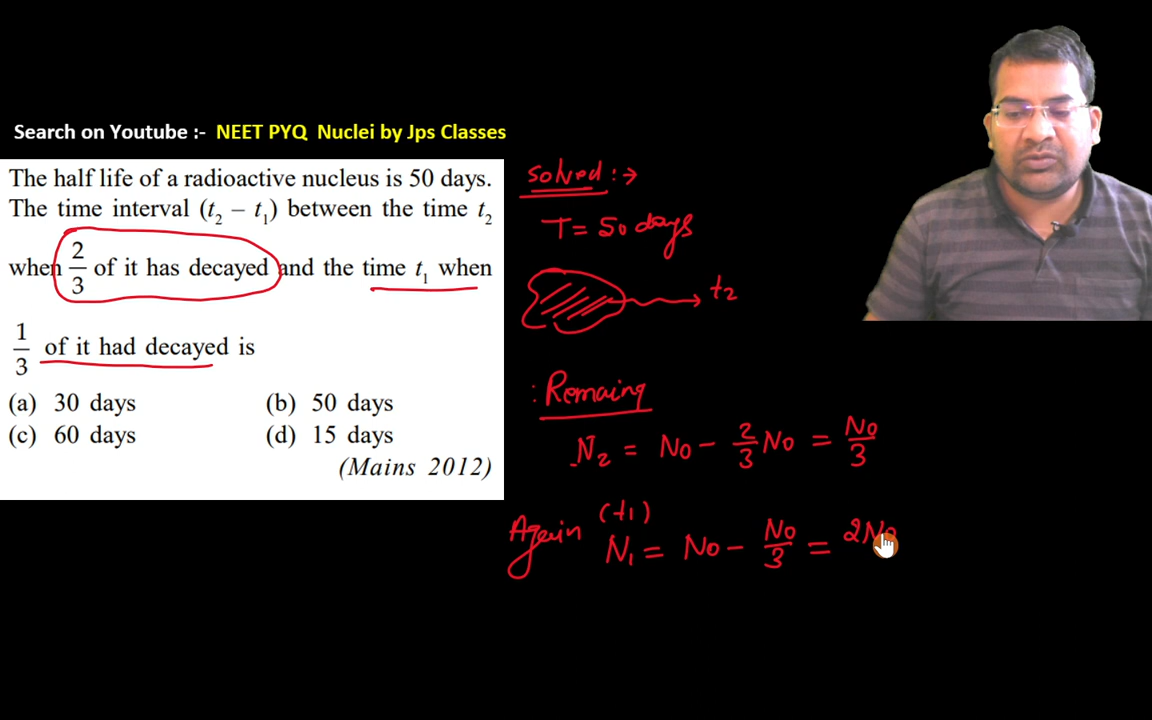 Search on Youtube :- NEET PYQ Nuclei by Jps Classes
The half life of a radioactive nucleus is 50 days.
The time interval (t₂ – t₁) between the time t₂
when 2/3 of it has decayed and the time t₁ when
1/3 of it had decayed is
(a) 30 days (b) 50 days
(c) 60 days (d) 15 days
(Mains 2012)
Solved :→
T = 50 days
t₂
: Remaing
N₂ = N₀ – 2/3 N₀ = N₀/3
Again (t₁)
N₁ = N₀ – N₀/3 = 2N₀